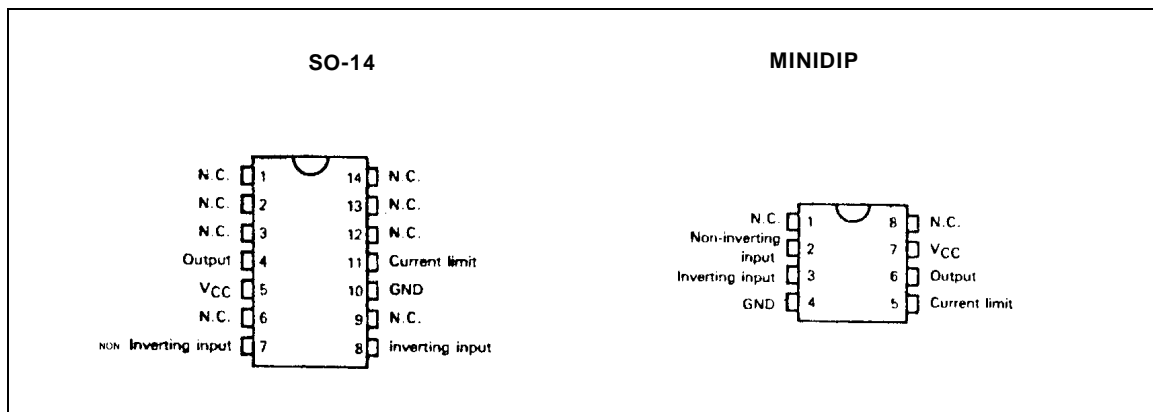 SO-14
N.C. 1 14 N.C.
N.C. 2 13 N.C.
N.C. 3 12 N.C.
Output 4 11 Current limit
VCC 5 10 GND
N.C. 6 9 N.C.
NON Inverting input 7 8 inverting input
MINIDIP
N.C. 1 8 N.C.
Non-inverting
input 2 7 VCC
Inverting input 3 6 Output
GND 4 5 Current limit